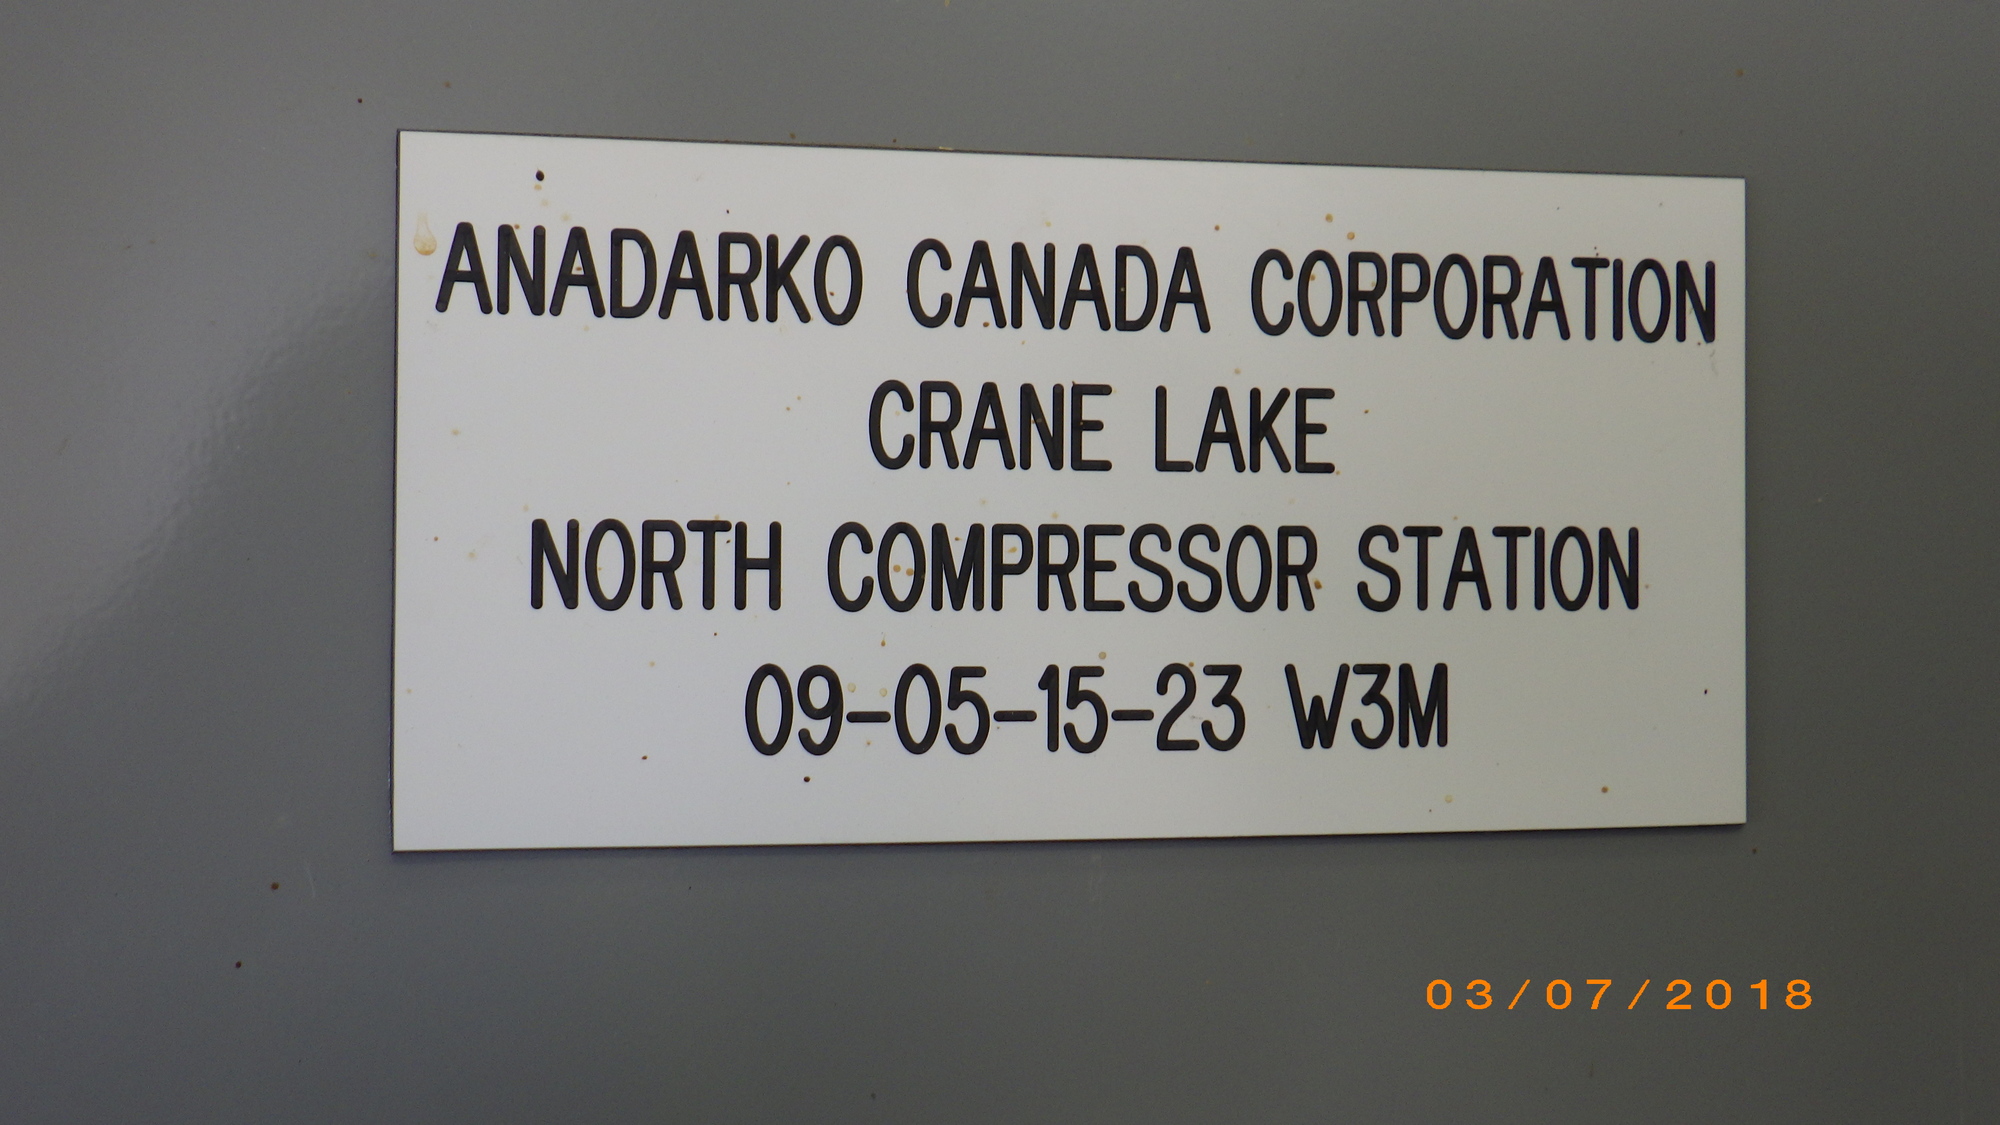 ANADARKO CANADA CORPORATION
CRANE LAKE
NORTH COMPRESSOR STATION
09-05-15-23 W3M
03/07/2018